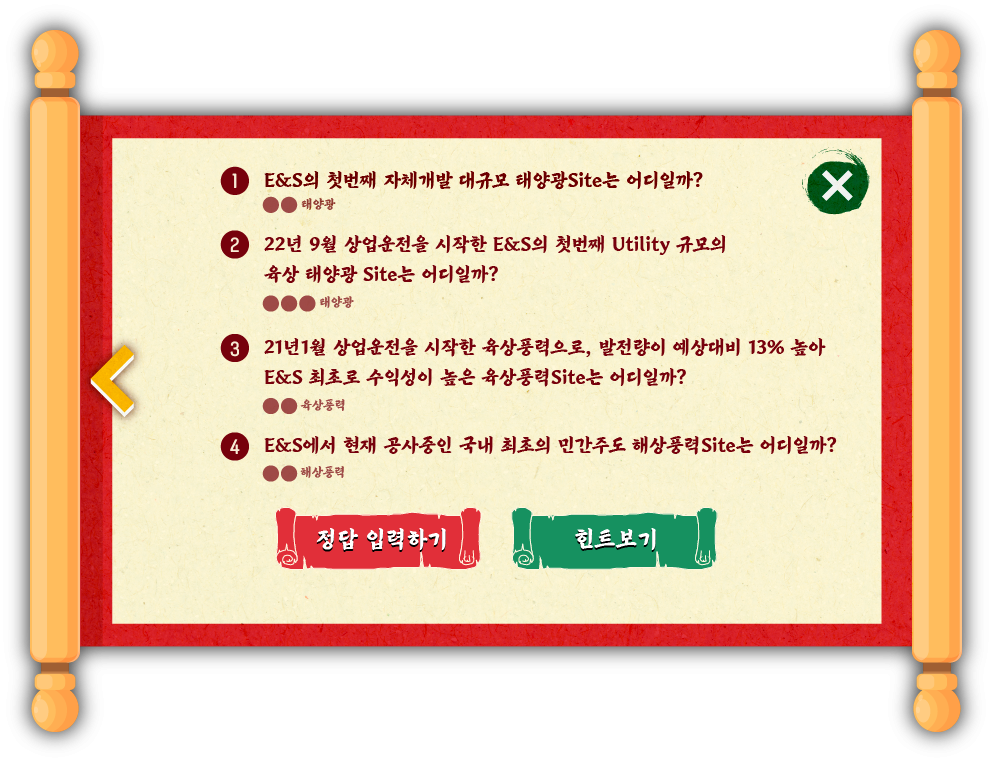 1 E&S의 첫번째 자체개발 대규모 태양광Site는 어디일까?
●● 태양광
2 22년 9월 상업운전을 시작한 E&S의 첫번째 Utility 규모의
육상 태양광 Site는 어디일까?
●●● 태양광
3 21년1월 상업운전을 시작한 육상풍력으로, 발전량이 예상대비 13% 높아
E&S 최초로 수익성이 높은 육상풍력Site는 어디일까?
●● 육상풍력
4 E&S에서 현재 공사중인 국내 최초의 민간주도 해상풍력Site는 어디일까?
●● 해상풍력
정답 입력하기
힌트보기